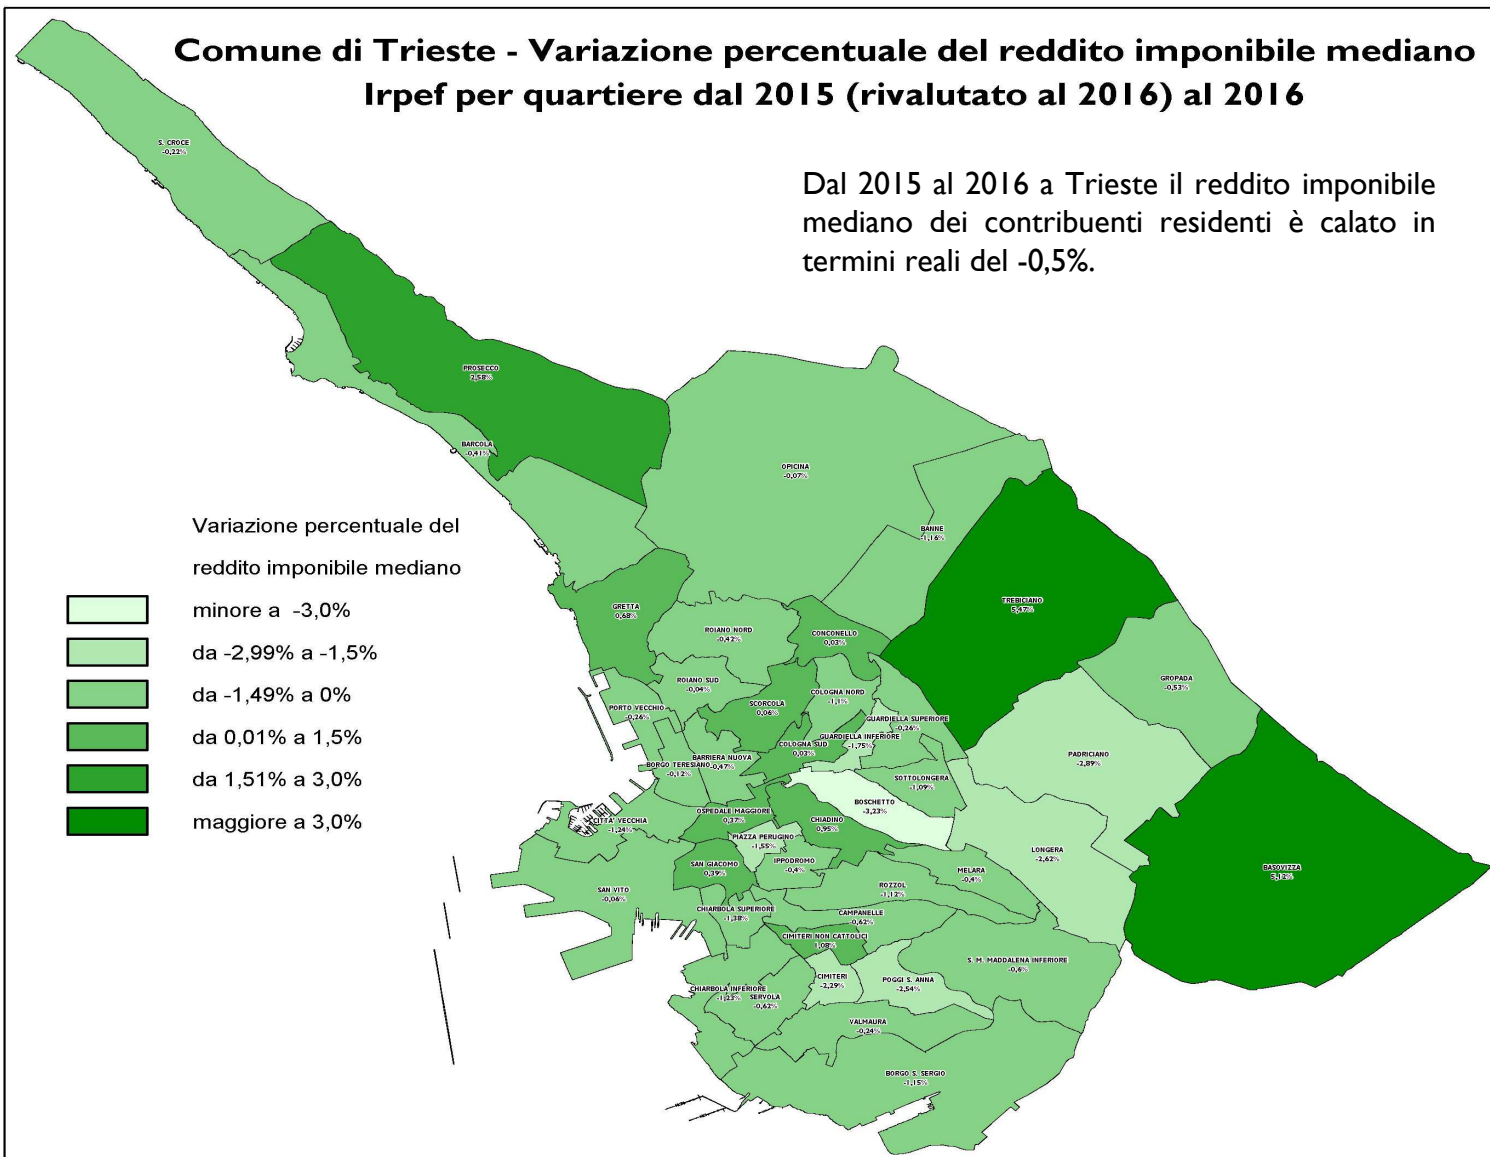 Comune di Trieste - Variazione percentuale del reddito imponibile mediano
Irpef per quartiere dal 2015 (rivalutato al 2016) al 2016
Dal 2015 al 2016 a Trieste il reddito imponibile
mediano dei contribuenti residenti è calato in
termini reali del -0,5%.
S. CROCE
-0,22%
PROSECCO
2,58%
BARCOLA
-0,41%
OPICINA
-0,07%
BANNE
-1,16%
TREBICIANO
5,47%
GRETTA
0,68%
ROIANO NORD
-0,42%
CONCONELLO
0,03%
GROPADA
-0,53%
ROIANO SUD
-0,04%
COLOGNA NORD
-1,1%
PORTO VECCHIO
-0,26%
SCORCOLA
0,06%
GUARDIELLA SUPERIORE
-0,26%
GUARDIELLA INFERIORE
-1,75%
COLOGNA SUD
0,03%
PADRICIANO
-2,89%
BARRIERA NUOVA
-0,47%
BORGO TERESIANO
-0,12%
SOTTOLONGERA
-1,09%
BOSCHETTO
-3,23%
OSPEDALE MAGGIORE
0,37%
CHIADINO
0,95%
CITTA' VECCHIA
-1,24%
PIAZZA PERUGINO
-1,55%
LONGERA
-2,62%
SAN GIACOMO
0,39%
IPPODROMO
-0,4%
MELARA
-0,4%
BASOVIZZA
5,12%
SAN VITO
-0,06%
ROZZOL
-1,12%
CHIARBOLA SUPERIORE
-1,38%
CAMPANELLE
-0,62%
CIMITERI NON CATTOLICI
1,08%
S. M. MADDALENA INFERIORE
-0,6%
CIMITERI
-2,29%
POGGI S. ANNA
-2,54%
CHIARBOLA INFERIORE
-1,23%
SERVOLA
-0,62%
VALMAURA
-0,24%
BORGO S. SERGIO
-1,15%
Variazione percentuale del
reddito imponibile mediano
minore a -3,0%
da -2,99% a -1,5%
da -1,49% a 0%
da 0,01% a 1,5%
da 1,51% a 3,0%
maggiore a 3,0%